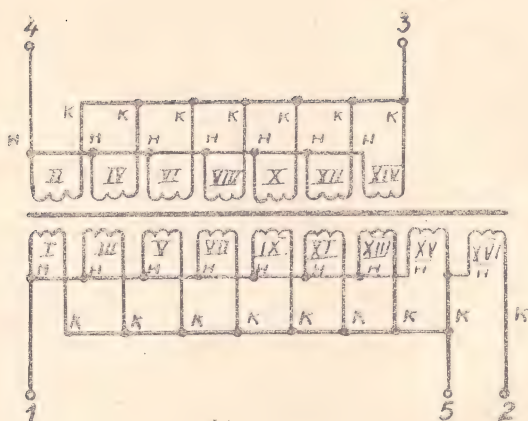 4 3
К К К К К К К
Н Н Н Н Н Н Н
II IV VI VIII X XII XIV
I III V VII IX XI XIII XV XVI
Н Н Н Н Н Н Н Н Н
К К К К К К К К К
1 5 2